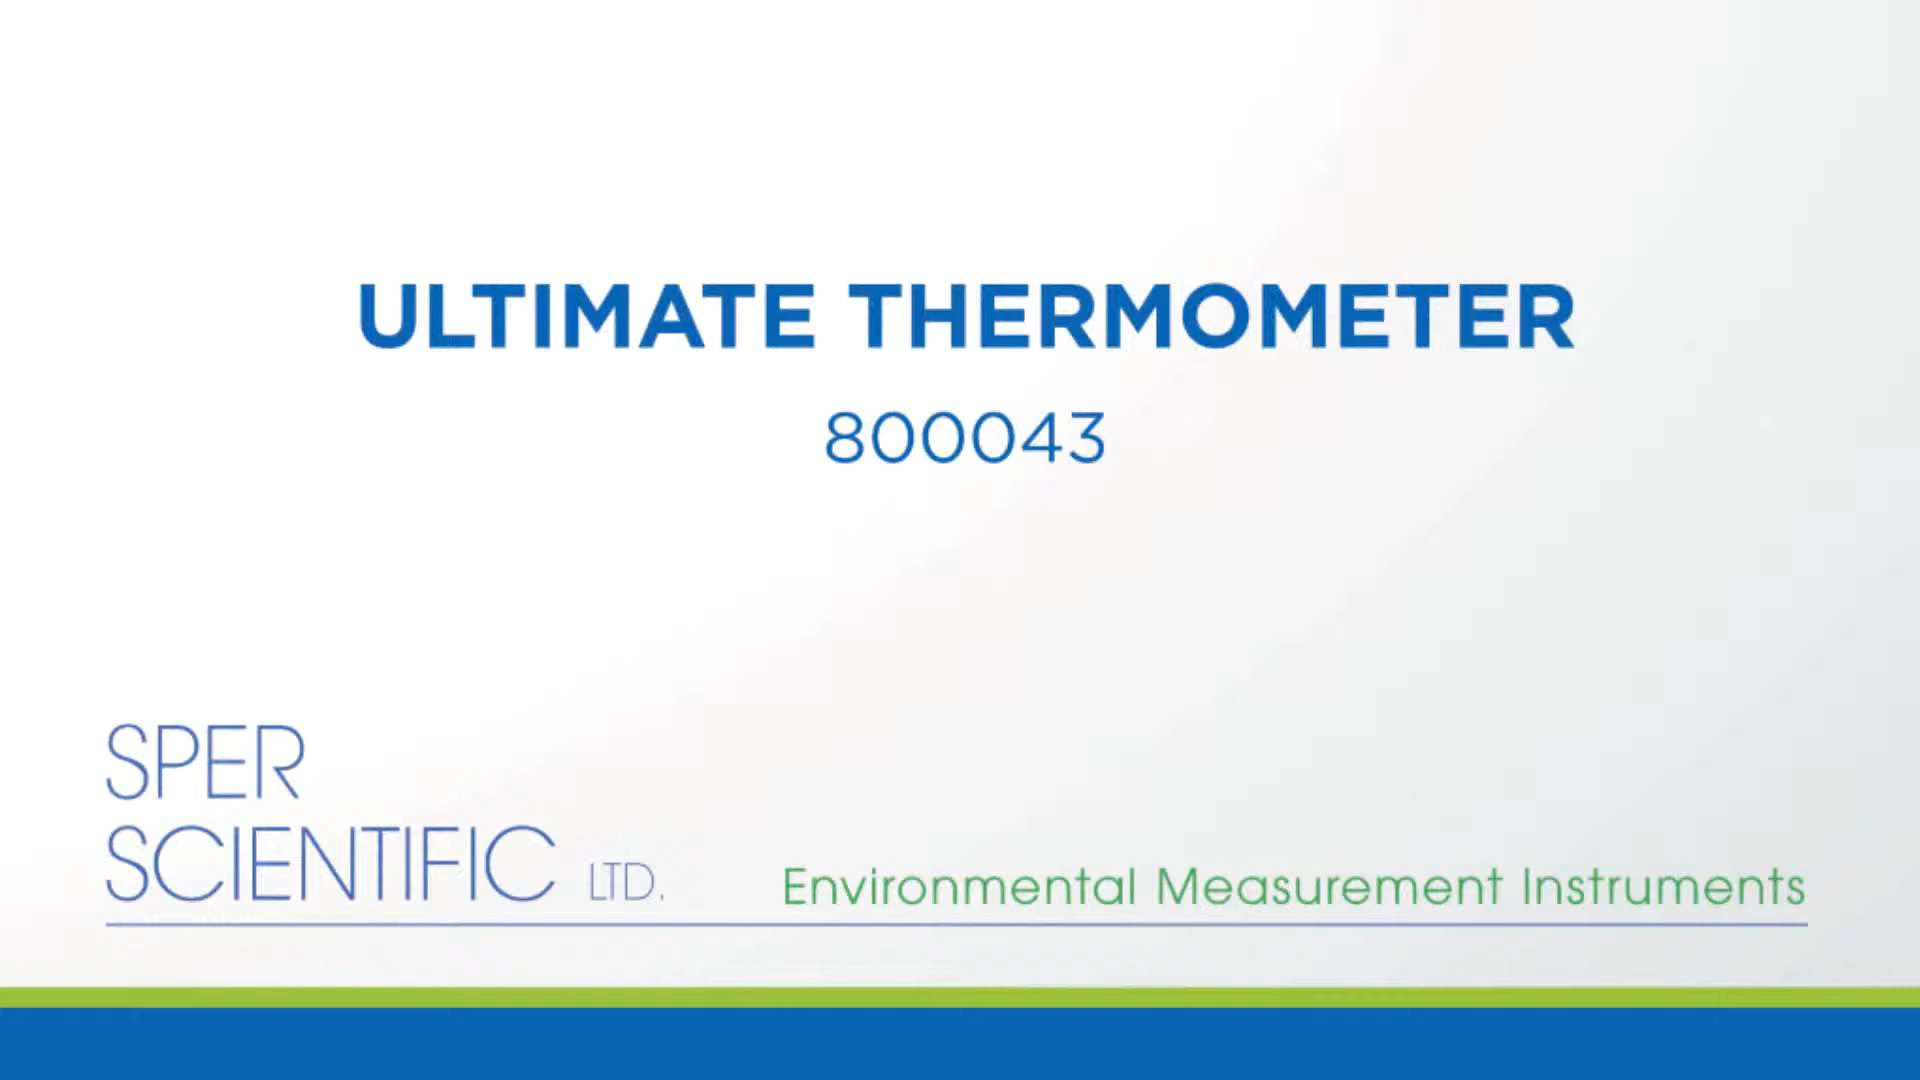 ULTIMATE THERMOMETER
800043
SPER
SCIENTIFIC LTD.
Environmental Measurement Instruments